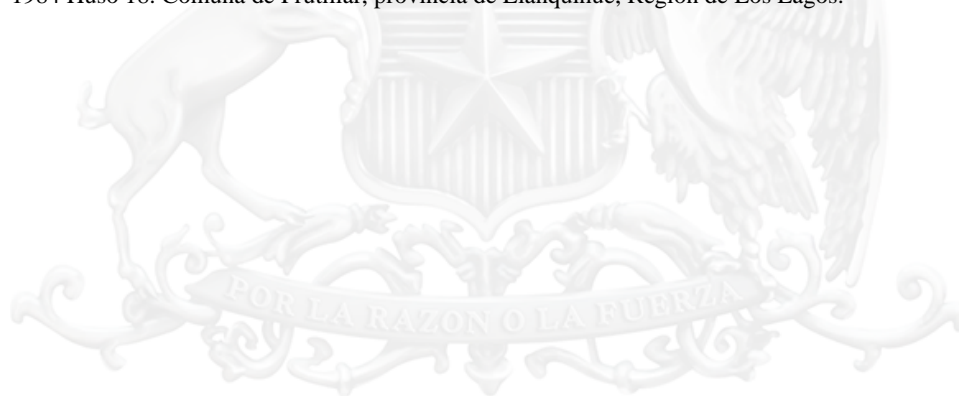 1984 Huso 18. Comuna de Frutillar, provincia de Llanquihue, Región de Los Lagos.
POR LA RAZON O LA FUERZA